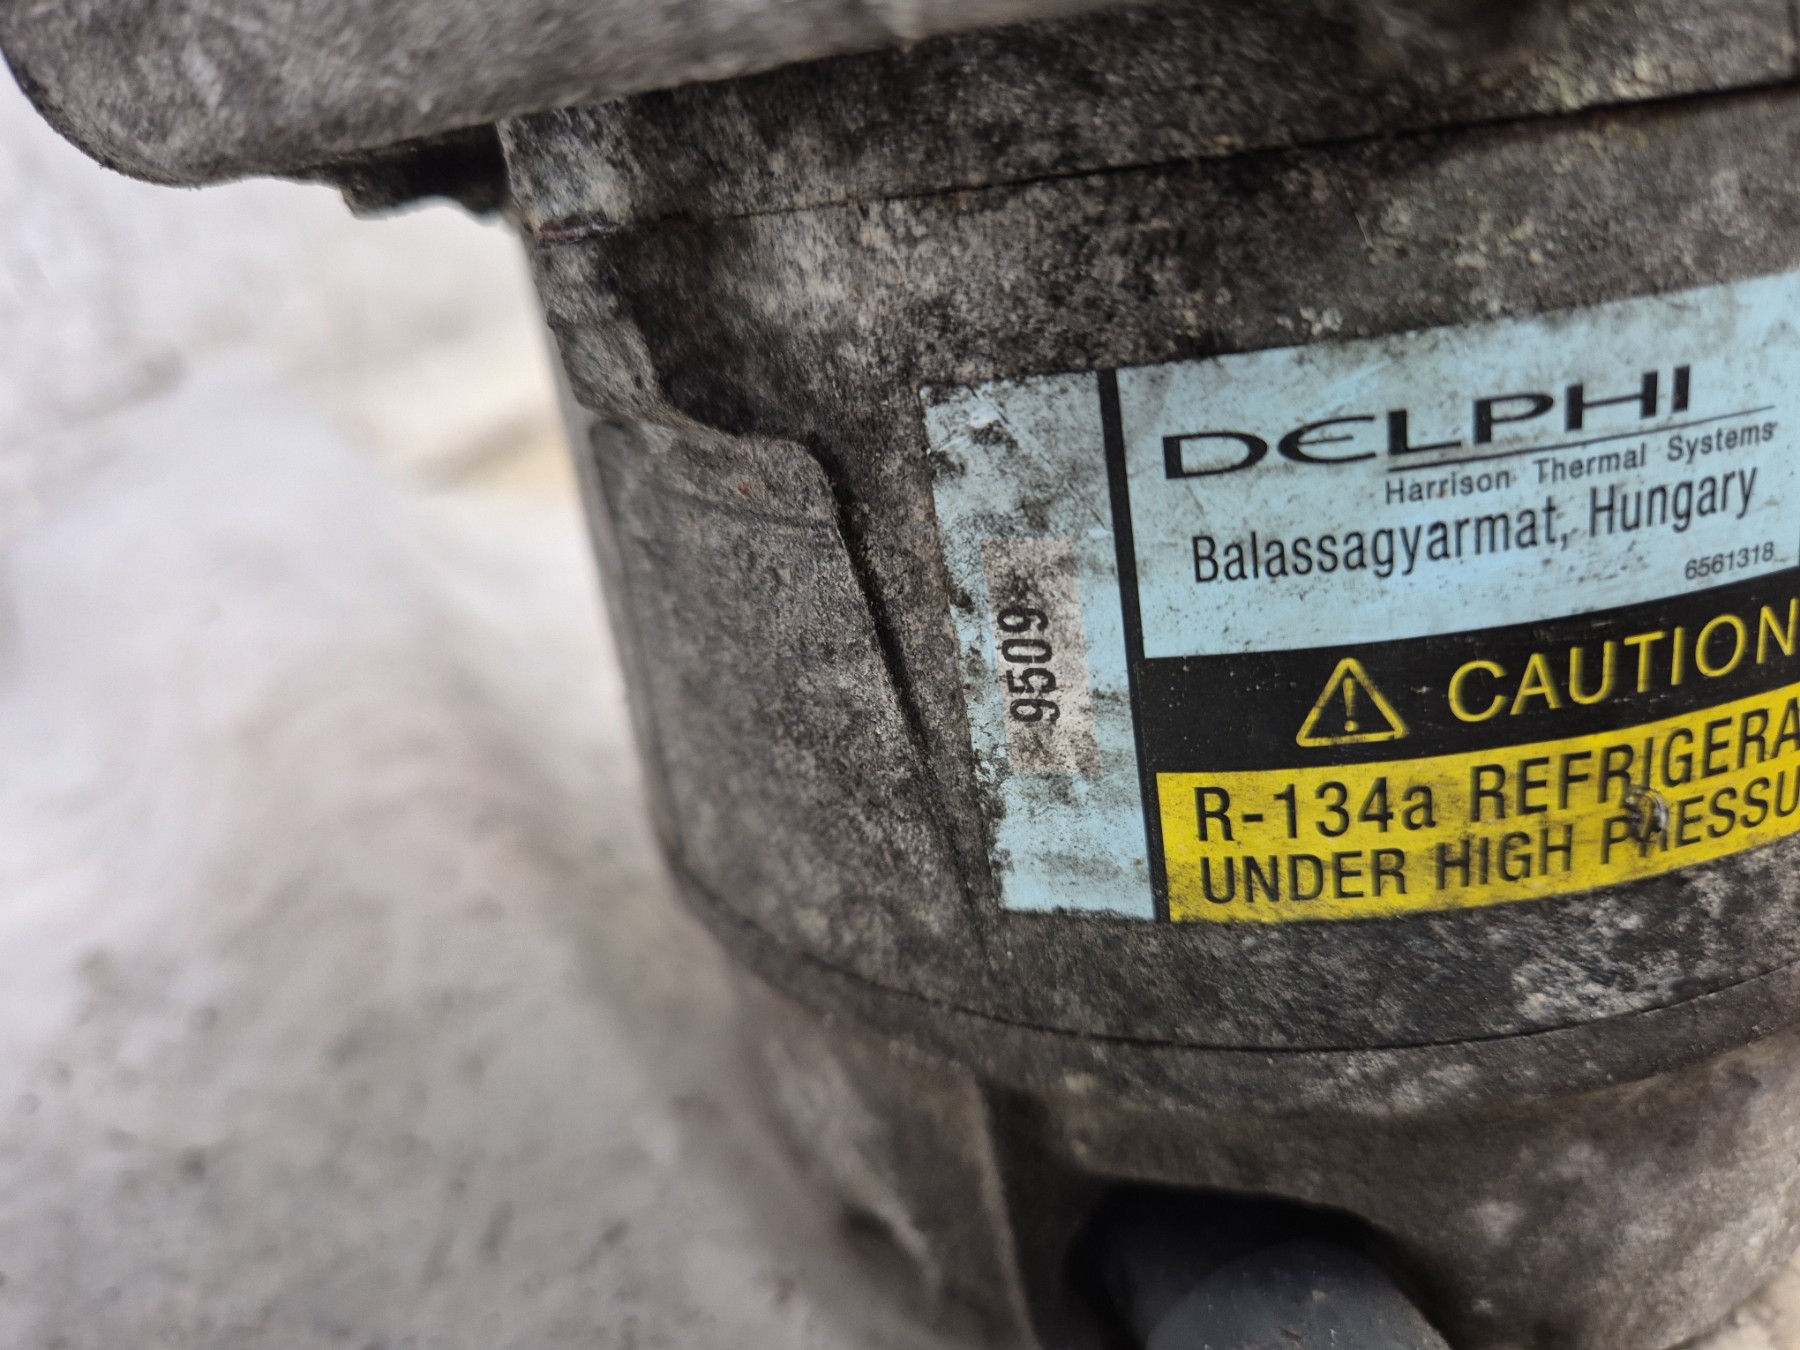 DELPHI
Harrison Thermal Systems
Balassagyarmat, Hungary
6561318
9509
CAUTION
R-134a REFRIGERA
UNDER HIGH PRESSU